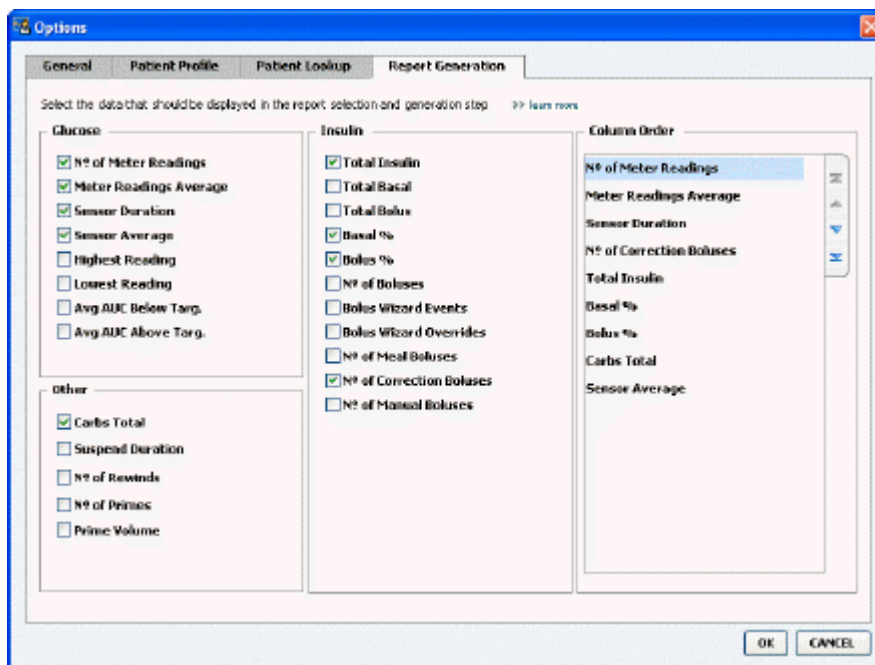 Options
General Patient Profile Patient Lookup Report Generation
Select the data that should be displayed in the report selection and generation step >> learn more
Glucose
Nº of Meter Readings
Meter Readings Average
Sensor Duration
Sensor Average
Highest Reading
Lowest Reading
Avg AUC Below Targ.
Avg AUC Above Targ.
Other
Carbs Total
Suspend Duration
Nº of Rewinds
Nº of Primes
Prime Volume
Insulin
Total Insulin
Total Basal
Total Bolus
Basal %
Bolus %
Nº of Boluses
Bolus Wizard Events
Bolus Wizard Overrides
Nº of Meal Boluses
Nº of Correction Boluses
Nº of Manual Boluses
Column Order
Nº of Meter Readings
Meter Readings Average
Sensor Duration
Nº of Correction Boluses
Total Insulin
Basal %
Bolus %
Carbs Total
Sensor Average
OK CANCEL